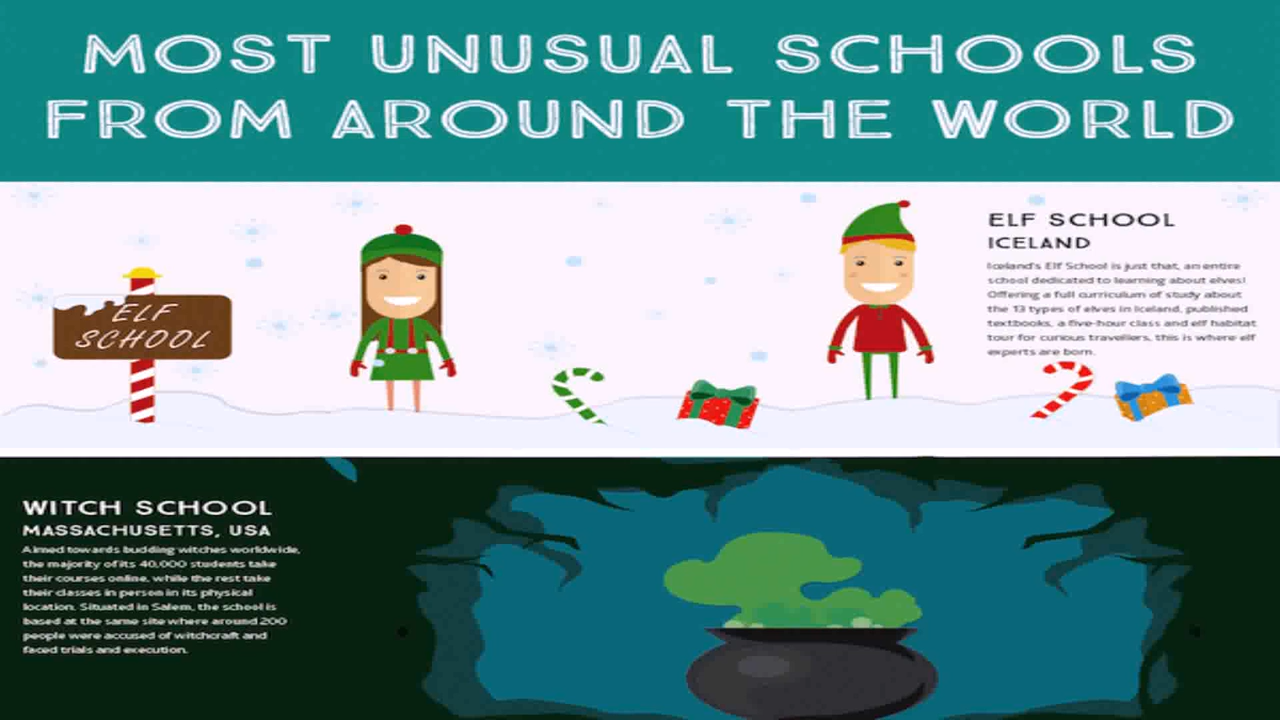 MOST UNUSUAL SCHOOLS
FROM AROUND THE WORLD
ELF
SCHOOL
ELF SCHOOL
ICELAND
Iceland's Elf School is just that, an entire
school dedicated to learning about elves!
Offering a full curriculum of study about
the 13 types of elves in Iceland, published
textbooks, a five-hour class and elf habitat
tour for curious travellers, this is where elf
experts are born.
WITCH SCHOOL
MASSACHUSETTS, USA
Aimed towards budding witches worldwide,
the majority of its 40,000 students take
their courses online, while the rest take
their classes in person in its physical
location. Situated in Salem, the school is
based at the same site where around 200
people were accused of witchcraft and
faced trials and execution.